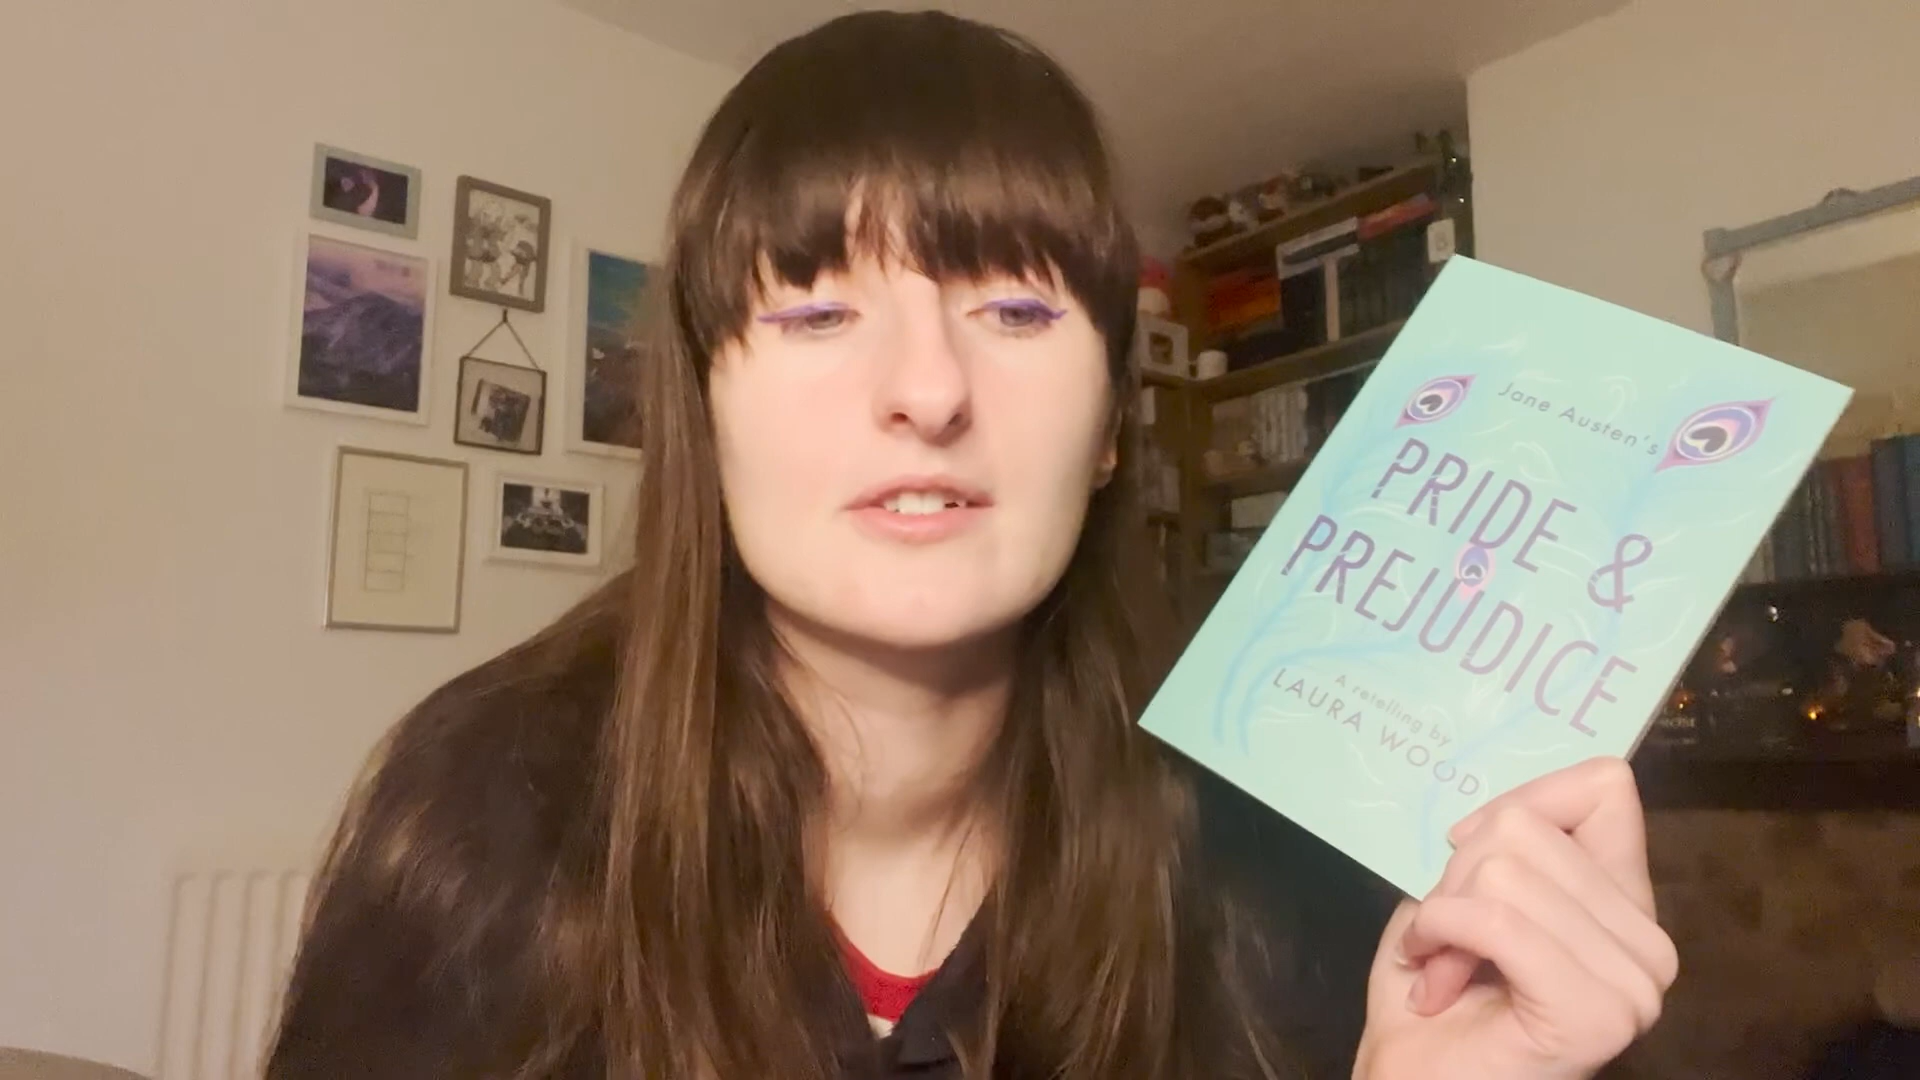 Jane Austen's
PRIDE &
PREJUDICE
A retelling by
LAURA WOOD